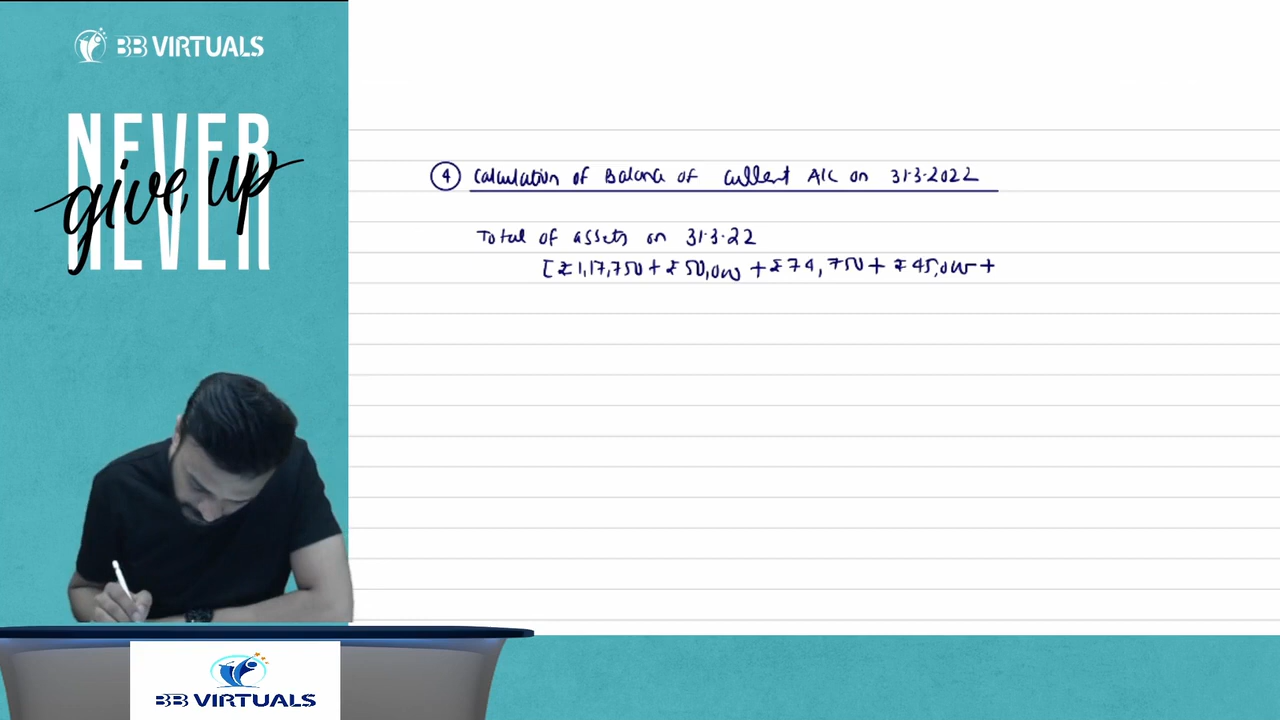 BB VIRTUALS
NEVER
give up
NEVER
4 Calculation of Balance of Current A/C on 31.3.2022
Total of assets on 31.3.22
[₹1,17,750 + ₹50,000 + ₹74,750 + ₹45,000 +
BB VIRTUALS